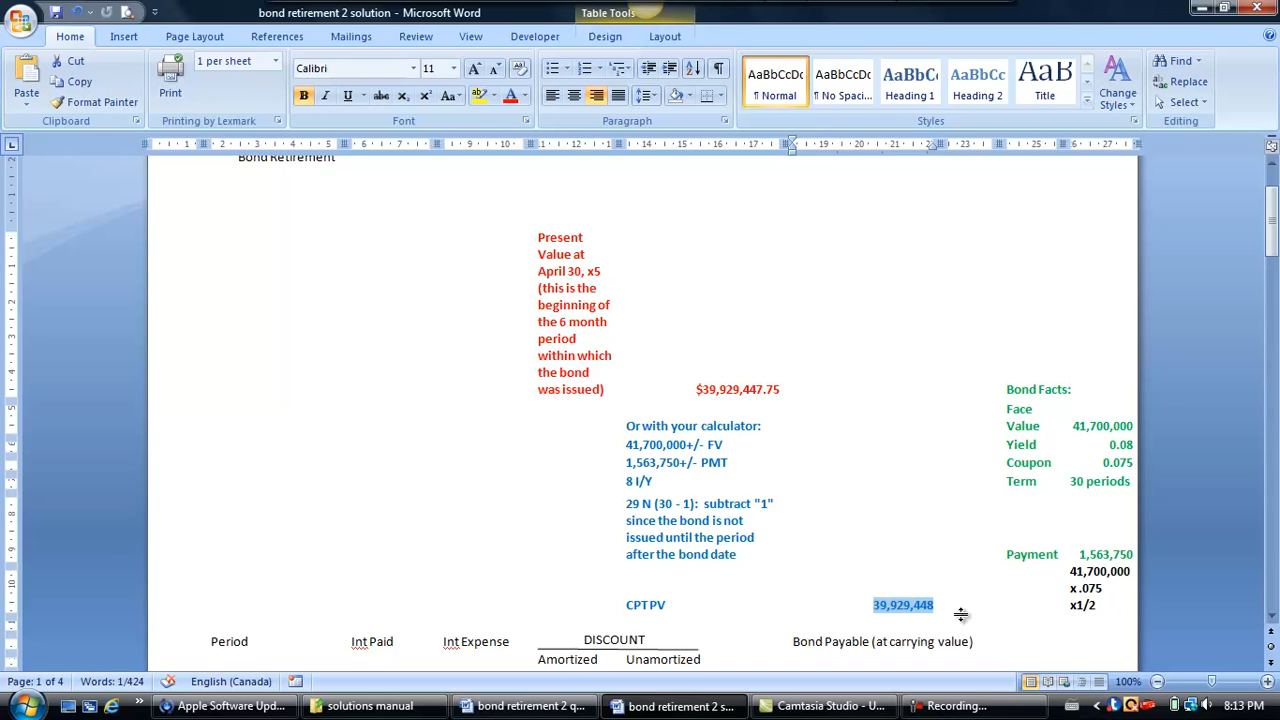 bond retirement 2 solution - Microsoft Word
Table Tools
Home Insert Page Layout References Mailings Review View Developer Design Layout
Paste
Cut
Copy
Format Painter
Clipboard
1 per sheet
Print
Printing by Lexmark
Calibri 11
B I U abc x₂ x² Aa
Font
Paragraph
AaBbCcDc AaBbCcDc AaBbCc AaBbCc AaB
¶ Normal ¶ No Spaci... Heading 1 Heading 2 Title
Change Styles
Styles
Find
Replace
Select
Editing
Bond Retirement
Present
Value at
April 30, x5
(this is the
beginning of
the 6 month
period
within which
the bond
was issued) $39,929,447.75
Bond Facts:
Or with your calculator:
41,700,000+/- FV
1,563,750+/- PMT
8 I/Y
29 N (30 - 1): subtract "1"
since the bond is not
issued until the period
after the bond date
CPT PV 39,929,448
Face
Value 41,700,000
Yield 0.08
Coupon 0.075
Term 30 periods
Payment 1,563,750
41,700,000
x .075
x1/2
Period Int Paid Int Expense DISCOUNT Bond Payable (at carrying value)
Amortized Unamortized
Page: 1 of 4 Words: 1/424 English (Canada) 100%
Apple Software Upd... solutions manual bond retirement 2 q... bond retirement 2 s... Camtasia Studio - U... Recording... 8:13 PM